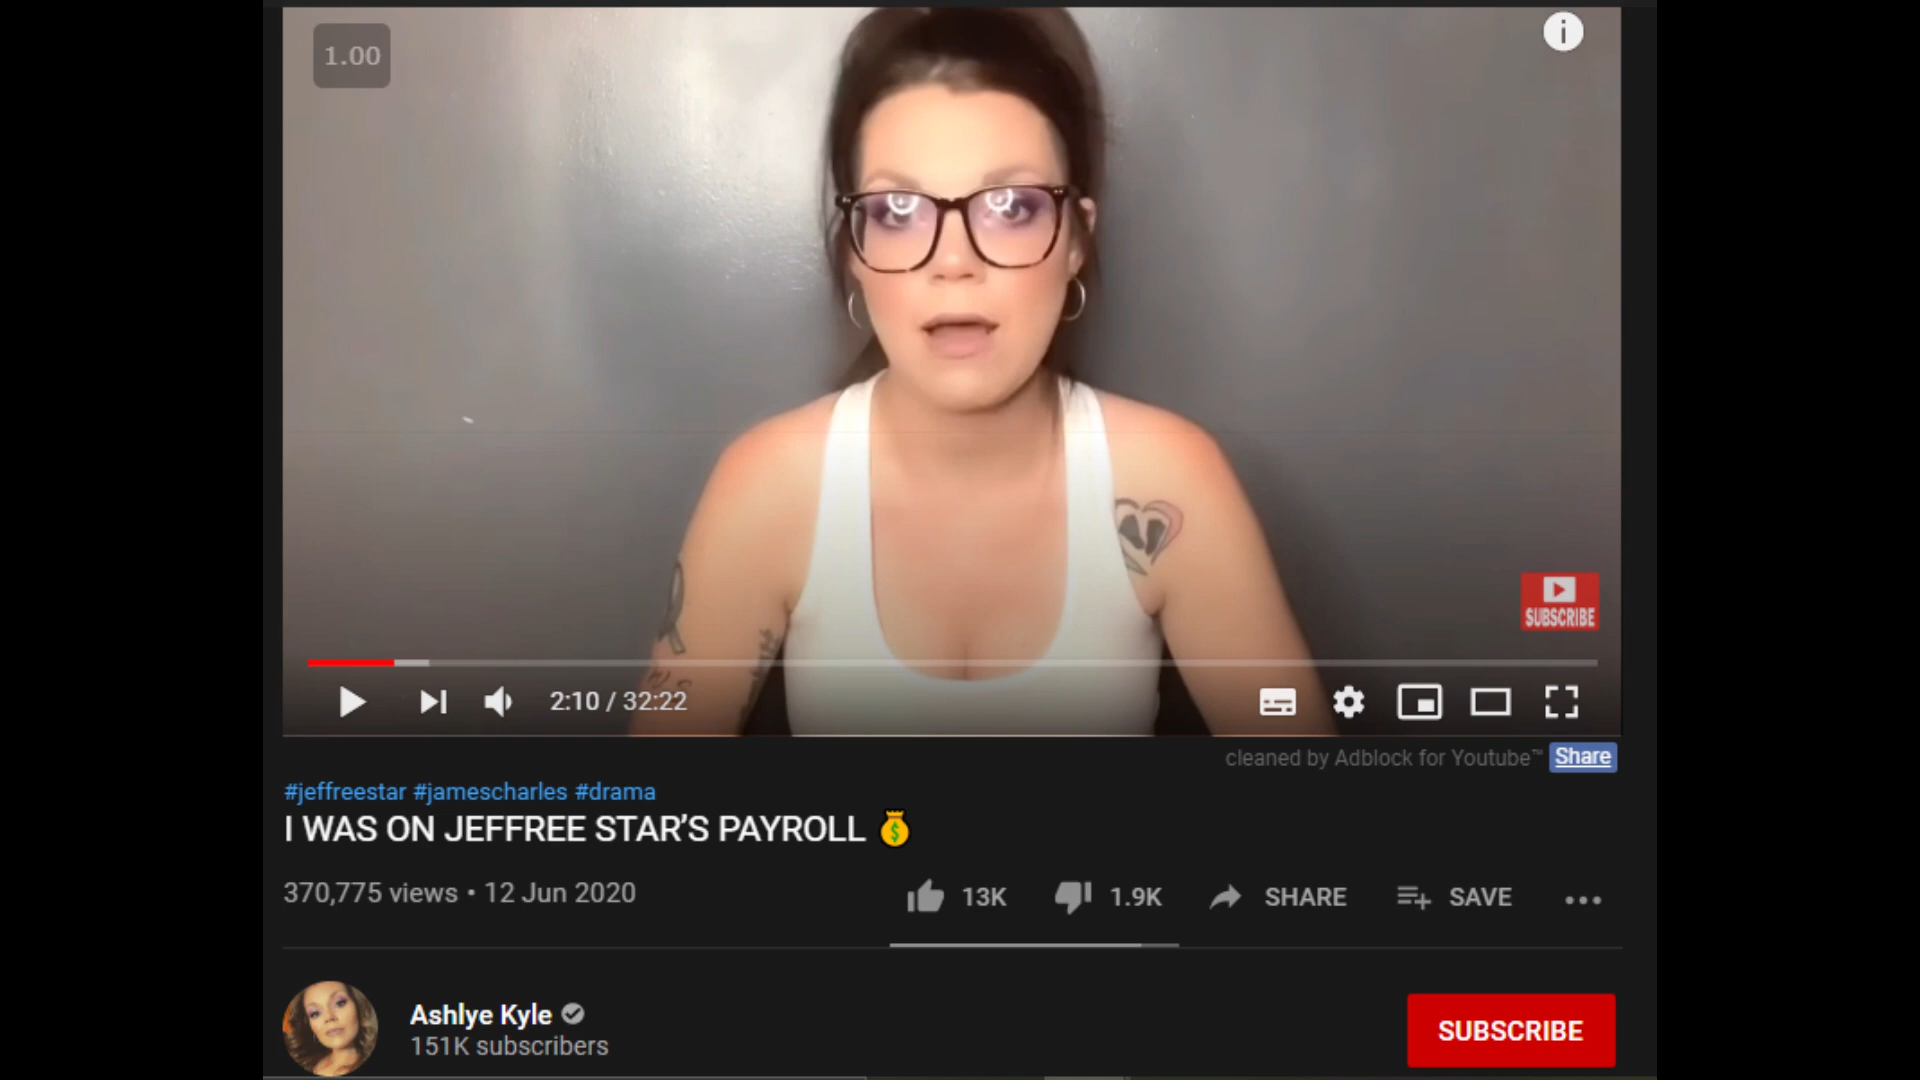 1.00
SUBSCRIBE
2:10 / 32:22
cleaned by Adblock for Youtube™ Share
#jeffreestar #jamescharles #drama
I WAS ON JEFFREE STAR'S PAYROLL 💰
370,775 views • 12 Jun 2020
13K 1.9K SHARE SAVE
Ashlye Kyle
151K subscribers
SUBSCRIBE